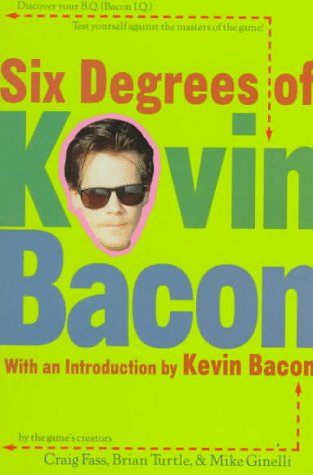 Discover your B.Q. (Bacon I.Q.)
Test yourself against the masters of the game!
Six Degrees of
Kevin
Bacon
With an Introduction by Kevin Bacon
by the game's creators
Craig Fass, Brian Turtle, & Mike Ginelli